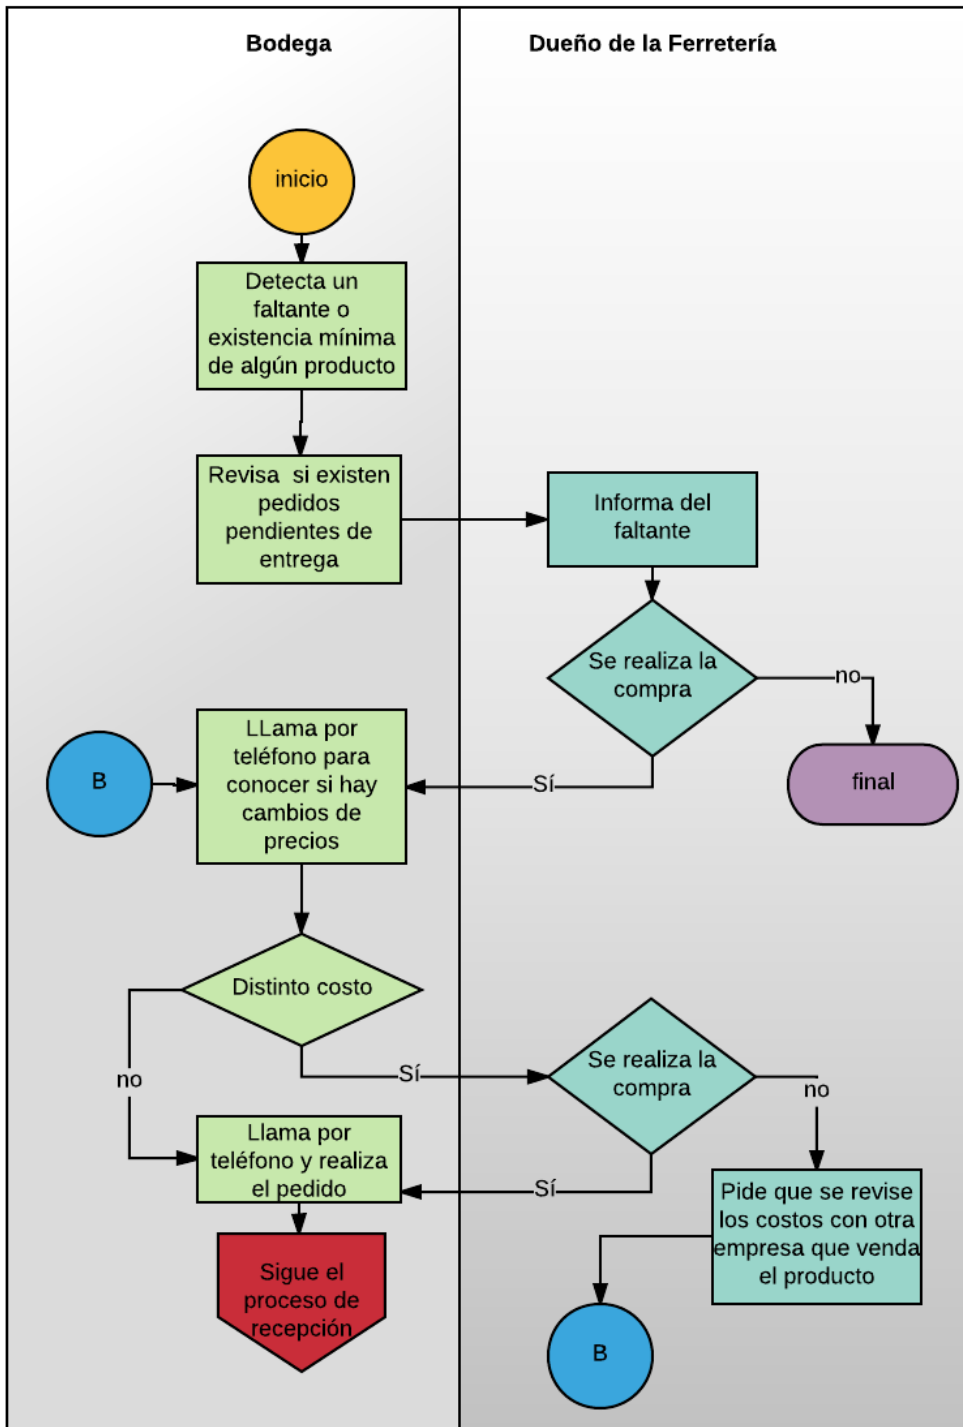 Bodega
Dueño de la Ferretería
inicio
Detecta un
faltante o
existencia mínima
de algún producto
Revisa si existen
pedidos
pendientes de
entrega
Informa del
faltante
Se realiza la
compra
no
final
Sí
B
LLama por
teléfono para
conocer si hay
cambios de
precios
Distinto costo
no
Sí
Se realiza la
compra
no
Sí
Llama por
teléfono y realiza
el pedido
Pide que se revise
los costos con otra
empresa que venda
el producto
Sigue el
proceso de
recepción
B